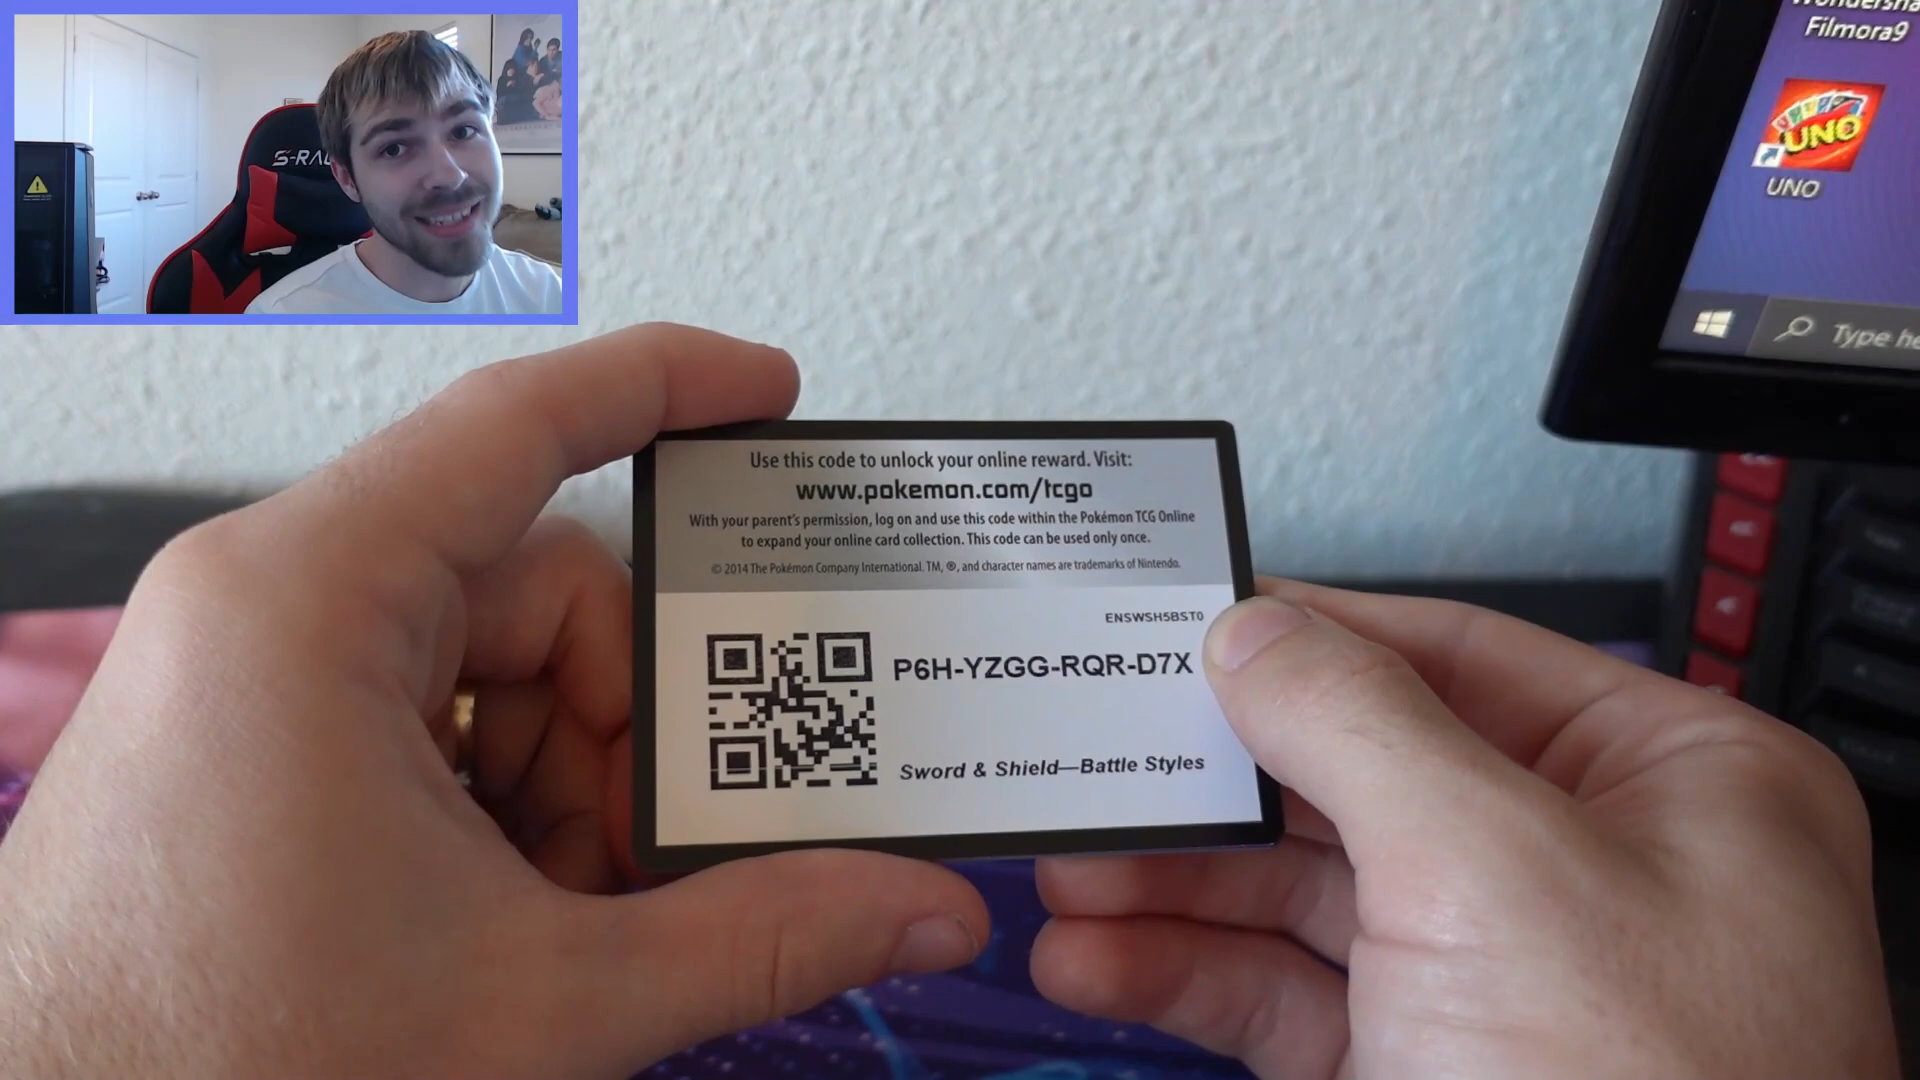 S-RAC
Filmora9
UNO
UNO
Type he
Use this code to unlock your online reward. Visit:
www.pokemon.com/tcgo
With your parent's permission, log on and use this code within the Pokémon TCG Online
to expand your online card collection. This code can be used only once.
© 2014 The Pokémon Company International. TM, ®, and character names are trademarks of Nintendo.
ENSWSH5BST0
P6H-YZGG-RQR-D7X
Sword & Shield—Battle Styles